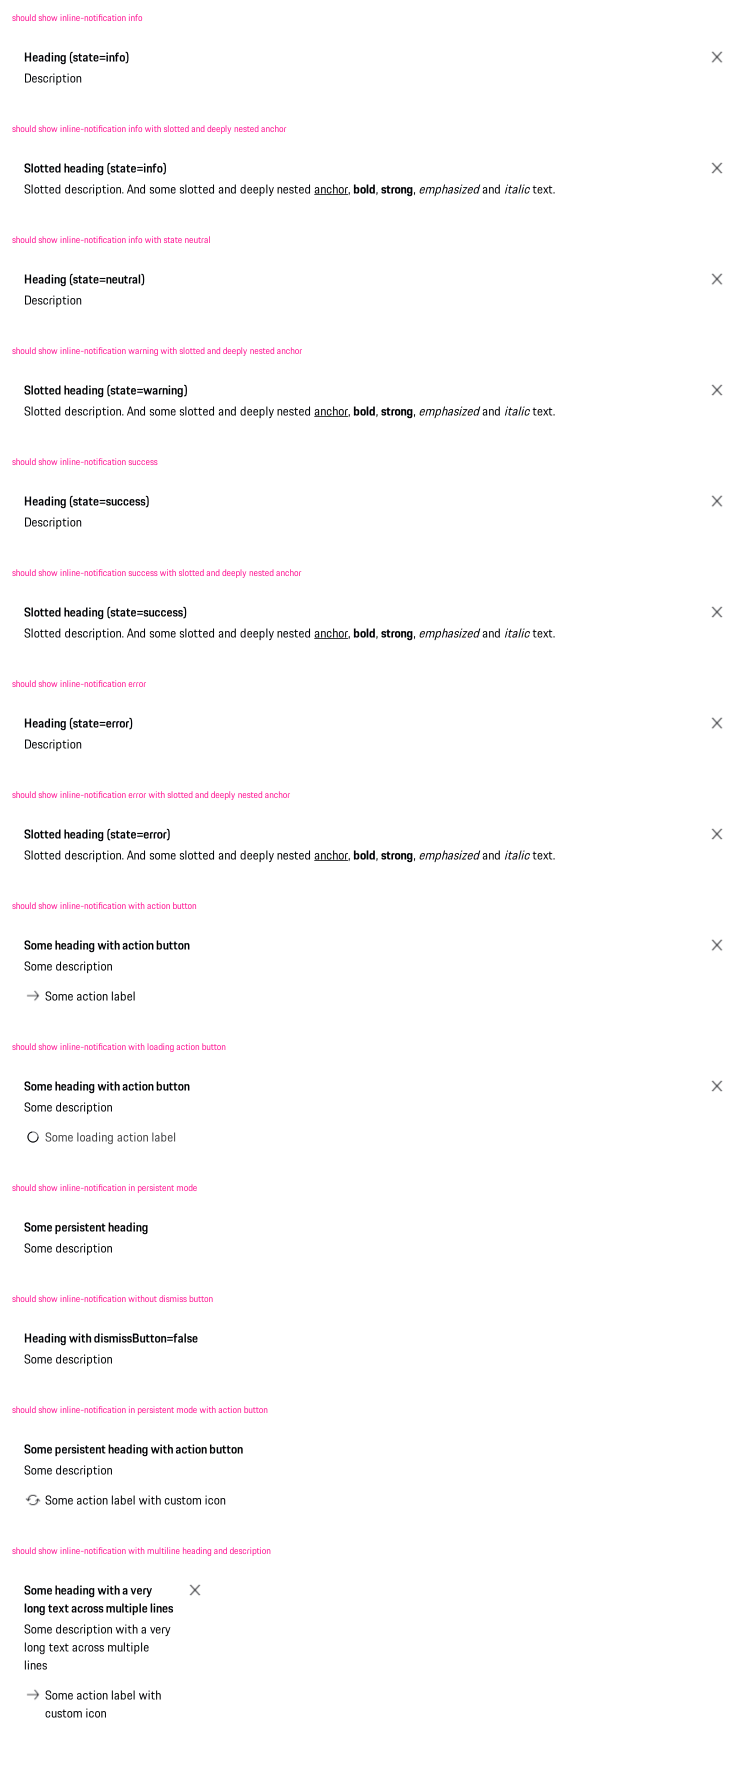 should show inline-notification info
Heading (state=info)
Description
should show inline-notification info with slotted and deeply nested anchor
Slotted heading (state=info)
Slotted description. And some slotted and deeply nested anchor, bold, strong, emphasized and italic text.
should show inline-notification info with state neutral
Heading (state=neutral)
Description
should show inline-notification warning with slotted and deeply nested anchor
Slotted heading (state=warning)
Slotted description. And some slotted and deeply nested anchor, bold, strong, emphasized and italic text.
should show inline-notification success
Heading (state=success)
Description
should show inline-notification success with slotted and deeply nested anchor
Slotted heading (state=success)
Slotted description. And some slotted and deeply nested anchor, bold, strong, emphasized and italic text.
should show inline-notification error
Heading (state=error)
Description
should show inline-notification error with slotted and deeply nested anchor
Slotted heading (state=error)
Slotted description. And some slotted and deeply nested anchor, bold, strong, emphasized and italic text.
should show inline-notification with action button
Some heading with action button
Some description
Some action label
should show inline-notification with loading action button
Some heading with action button
Some description
Some loading action label
should show inline-notification in persistent mode
Some persistent heading
Some description
should show inline-notification without dismiss button
Heading with dismissButton=false
Some description
should show inline-notification in persistent mode with action button
Some persistent heading with action button
Some description
Some action label with custom icon
should show inline-notification with multiline heading and description
Some heading with a very
long text across multiple lines
Some description with a very
long text across multiple
lines
Some action label with
custom icon